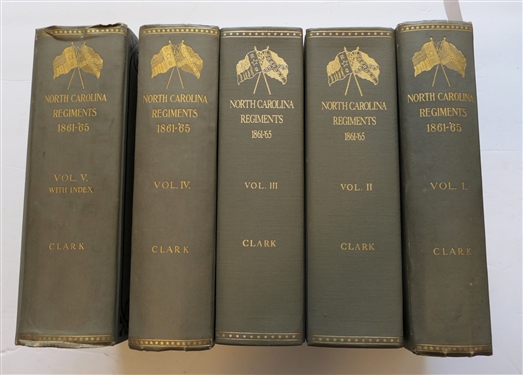 NORTH CAROLINA
REGIMENTS
1861-'65
VOL. V.
WITH INDEX
CLARK
NORTH CAROLINA
REGIMENTS
1861-'65
VOL. IV.
CLARK
NORTH CAROLINA
REGIMENTS
1861-'65
VOL. III
CLARK
NORTH CAROLINA
REGIMENTS
1861-'65
VOL. II
CLARK
NORTH CAROLINA
REGIMENTS
1861-'65
VOL. I.
CLARK